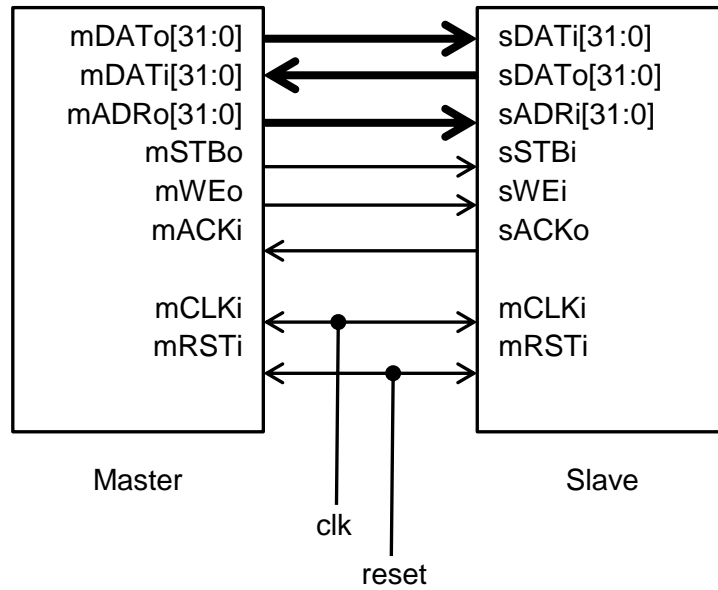 mDATo[31:0]
sDATi[31:0]
mDATi[31:0]
sDATo[31:0]
mADRo[31:0]
sADRi[31:0]
mSTBo
sSTBi
mWEo
sWEi
mACKi
sACKo
mCLKi
mCLKi
mRSTi
mRSTi
Master
Slave
clk
reset